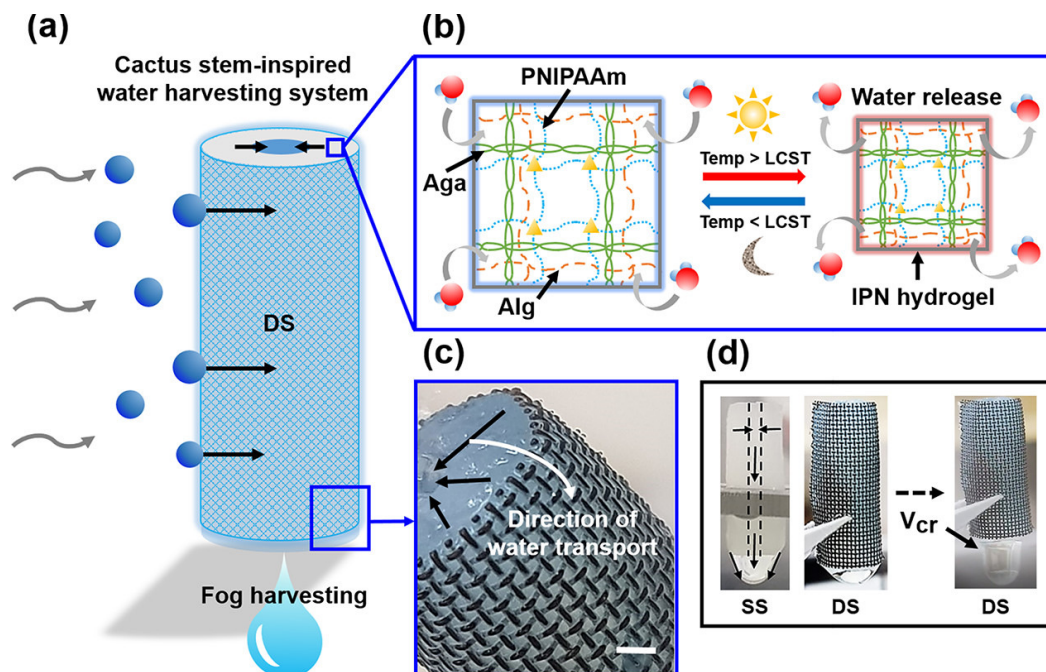 (a)
Cactus stem-inspired
water harvesting system
DS
Fog harvesting
(b)
PNIPAAm
Aga
Alg
Temp > LCST
Temp < LCST
Water release
IPN hydrogel
(c)
Direction of
water transport
(d)
SS
DS
Vcr
DS